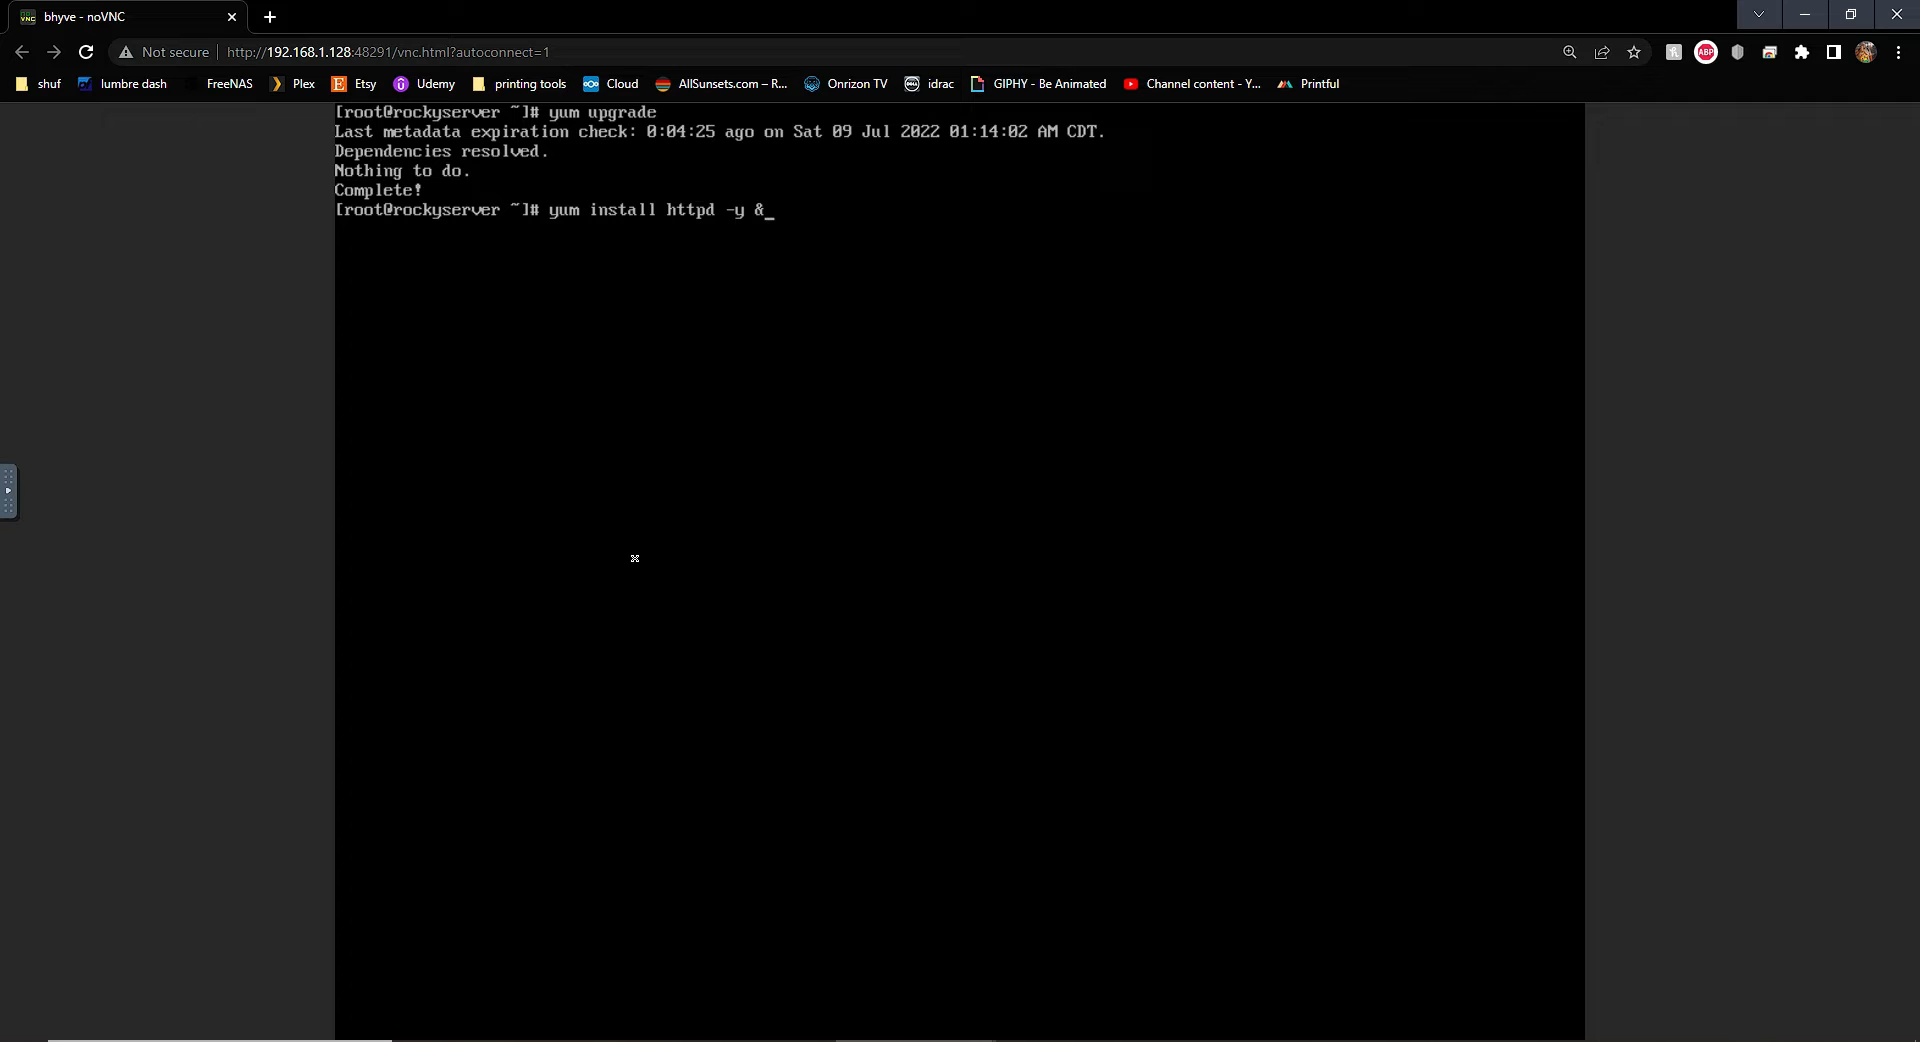 bhyve - noVNC
Not secure http://192.168.1.128:48291/vnc.html?autoconnect=1
ABP
shuf lumbre dash FreeNAS Plex Etsy Udemy printing tools Cloud AllSunsets.com – R... Onrizon TV idrac GIPHY - Be Animated Channel content - Y... Printful
[root@rockyserver ~]# yum upgrade
Last metadata expiration check: 0:04:25 ago on Sat 09 Jul 2022 01:14:02 AM CDT.
Dependencies resolved.
Nothing to do.
Complete!
[root@rockyserver ~]# yum install httpd -y &_